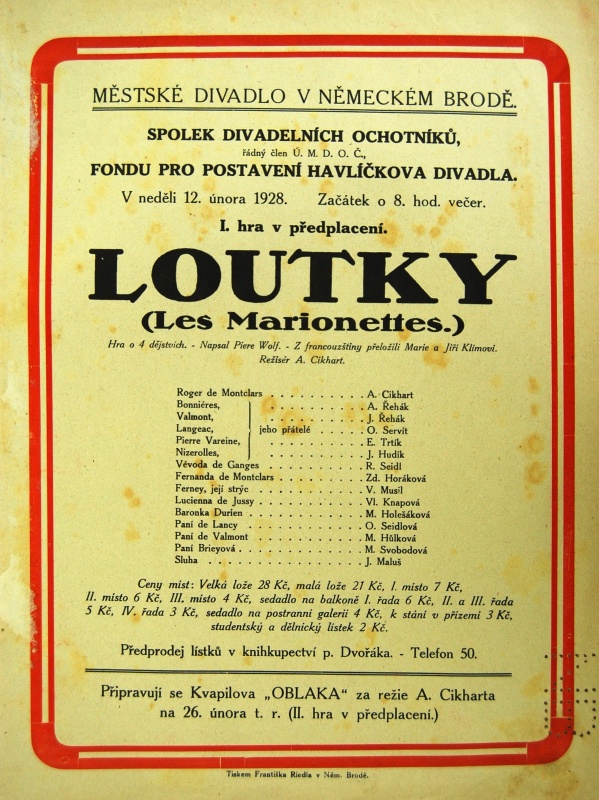 MĚSTSKÉ DIVADLO V NĚMECKÉM BRODĚ.
SPOLEK DIVADELNÍCH OCHOTNÍKŮ,
řádný člen Ú. M. D. O. Č.,
FONDU PRO POSTAVENÍ HAVLÍČKOVA DIVADLA.
V neděli 12. února 1928. Začátek o 8. hod. večer.
I. hra v předplacení.
LOUTKY
(Les Marionettes.)
Hra o 4 dějstvích. - Napsal Piere Wolf. - Z francouzštiny přeložili Marie a Jiří Klímovi.
Režisér A. Cikhart.
Roger de Montclars . . . . . . . . . . A. Cikhart
Bonnières, . . . . . . . . . . A. Řehák
Valmont, . . . . . . . . . . J. Řehák
Langeac, jeho přátelé . . . . . O. Servít
Pierre Vareine, . . . . . . . . . . E. Trtík
Nizerolles, . . . . . . . . . . J. Hudík
Vévoda de Ganges . . . . . . . . . . R. Seidl
Fernanda de Montclars . . . . . . . . . Zd. Horáková
Ferney, její strýc . . . . . . . . . . V. Musil
Lucienna de Jussy . . . . . . . . . . Vl. Knapová
Baronka Durien . . . . . . . . . . M. Holešáková
Paní de Lancy . . . . . . . . . . O. Seidlová
Paní de Valmont . . . . . . . . . . M. Hůlková
Paní Brieyová . . . . . . . . . . M. Svobodová
Sluha . . . . . . . . . . J. Maluš
Ceny míst: Velká lože 28 Kč, malá lože 21 Kč, I. místo 7 Kč,
II. místo 6 Kč, III. místo 4 Kč, sedadlo na balkoně I. řada 6 Kč, II. a III. řada
5 Kč, IV. řada 3 Kč, sedadlo na postranní galerii 4 Kč, k stání v přízemí 3 Kč,
studentský a dělnický lístek 2 Kč.
Předprodej lístků v knihkupectví p. Dvořáka. - Telefon 50.
Připravují se Kvapilova „OBLAKA“ za režie A. Cikharta
na 26. února t. r. (II. hra v předplacení.)
Tiskem Františka Riedla v Něm. Brodě.